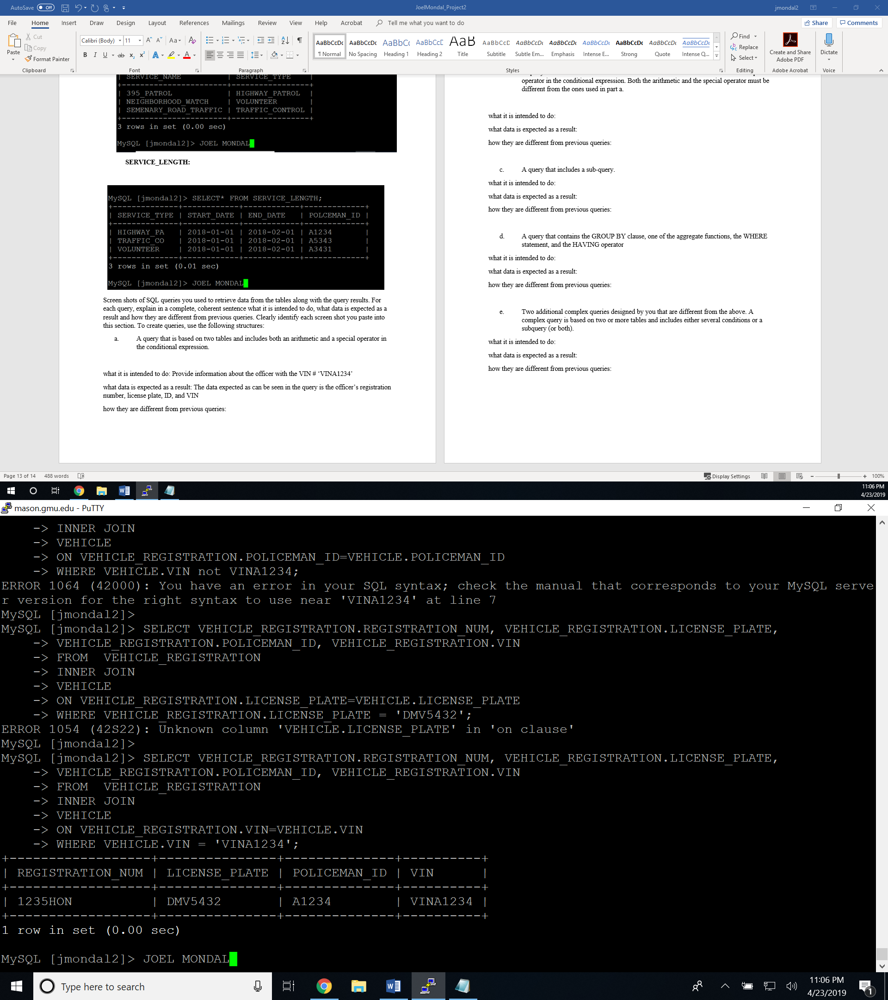 AutoSave Off JoelMondal_Project2 jmondal2
File Home Insert Draw Design Layout References Mailings Review View Help Acrobat Tell me what you want to do Share Comments
Paste Cut Copy Format Painter
Calibri (Body) 11
AaBbCcDc AaBbCcDc AaBbCc AaBbCcD AaB AaBbCcD AaBbCcDc AaBbCcDc AaBbCcDc AaBbCcDc AaBbCcDc AaBbCcDc
¶ Normal No Spacing Heading 1 Heading 2 Title Subtitle Subtle Em... Emphasis Intense E... Strong Quote Intense Q...
Find Replace Select
Create and Share Adobe PDF
Dictate
Clipboard Font Paragraph Styles Editing Adobe Acrobat Voice
| SERVICE_NAME | SERVICE_TYPE |
+-----------------------+-----------------+
| 395_PATROL | HIGHWAY_PATROL |
| NEIGHBORHOOD_WATCH | VOLUNTEER |
| SEMENARY_ROAD_TRAFFIC | TRAFFIC_CONTROL |
+-----------------------+-----------------+
3 rows in set (0.00 sec)
MySQL [jmondal2]> JOEL MONDAL
SERVICE_LENGTH:
MySQL [jmondal2]> SELECT* FROM SERVICE_LENGTH;
+--------------+------------+------------+-------------+
| SERVICE_TYPE | START_DATE | END_DATE | POLCEMAN_ID |
+--------------+------------+------------+-------------+
| HIGHWAY_PA | 2018-01-01 | 2018-02-01 | A1234 |
| TRAFFIC_CO | 2018-01-01 | 2018-02-01 | A5343 |
| VOLUNTEER | 2018-01-01 | 2018-02-01 | A3431 |
+--------------+------------+------------+-------------+
3 rows in set (0.01 sec)
MySQL [jmondal2]> JOEL MONDAL
Screen shots of SQL queries you used to retrieve data from the tables along with the query results. For
each query, explain in a complete, coherent sentence what it is intended to do, what data is expected as a
result and how they are different from previous queries. Clearly identify each screen shot you paste into
this section. To create queries, use the following structures:
a. A query that is based on two tables and includes both an arithmetic and a special operator in
the conditional expression.
what it is intended to do: Provide information about the officer with the VIN # ‘VINA1234’
what data is expected as a result: The data expected as can be seen in the query is the officer’s registration
number, license plate, ID, and VIN
how they are different from previous queries:
operator in the conditional expression. Both the arithmetic and the special operator must be
different from the ones used in part a.
what it is intended to do:
what data is expected as a result:
how they are different from previous queries:
c. A query that includes a sub-query.
what it is intended to do:
what data is expected as a result:
how they are different from previous queries:
d. A query that contains the GROUP BY clause, one of the aggregate functions, the WHERE
statement, and the HAVING operator
what it is intended to do:
what data is expected as a result:
how they are different from previous queries:
e. Two additional complex queries designed by you that are different from the above. A
complex query is based on two or more tables and includes either several conditions or a
subquery (or both).
what it is intended to do:
what data is expected as a result:
how they are different from previous queries:
Page 13 of 14 488 words Display Settings 100%
11:06 PM
4/23/2019
mason.gmu.edu - PuTTY
-> INNER JOIN
-> VEHICLE
-> ON VEHICLE_REGISTRATION.POLICEMAN_ID=VEHICLE.POLICEMAN_ID
-> WHERE VEHICLE.VIN not VINA1234;
ERROR 1064 (42000): You have an error in your SQL syntax; check the manual that corresponds to your MySQL serve
r version for the right syntax to use near 'VINA1234' at line 7
MySQL [jmondal2]>
MySQL [jmondal2]> SELECT VEHICLE_REGISTRATION.REGISTRATION_NUM, VEHICLE_REGISTRATION.LICENSE_PLATE,
-> VEHICLE_REGISTRATION.POLICEMAN_ID, VEHICLE_REGISTRATION.VIN
-> FROM  VEHICLE_REGISTRATION
-> INNER JOIN
-> VEHICLE
-> ON VEHICLE_REGISTRATION.LICENSE_PLATE=VEHICLE.LICENSE_PLATE
-> WHERE VEHICLE_REGISTRATION.LICENSE_PLATE = 'DMV5432';
ERROR 1054 (42S22): Unknown column 'VEHICLE.LICENSE_PLATE' in 'on clause'
MySQL [jmondal2]>
MySQL [jmondal2]> SELECT VEHICLE_REGISTRATION.REGISTRATION_NUM, VEHICLE_REGISTRATION.LICENSE_PLATE,
-> VEHICLE_REGISTRATION.POLICEMAN_ID, VEHICLE_REGISTRATION.VIN
-> FROM  VEHICLE_REGISTRATION
-> INNER JOIN
-> VEHICLE
-> ON VEHICLE_REGISTRATION.VIN=VEHICLE.VIN
-> WHERE VEHICLE.VIN = 'VINA1234';
+------------------+---------------+--------------+----------+
| REGISTRATION_NUM | LICENSE_PLATE | POLICEMAN_ID | VIN |
+------------------+---------------+--------------+----------+
| 1235HON | DMV5432 | A1234 | VINA1234 |
+------------------+---------------+--------------+----------+
1 row in set (0.00 sec)
MySQL [jmondal2]> JOEL MONDAL
Type here to search
11:06 PM
4/23/2019
1